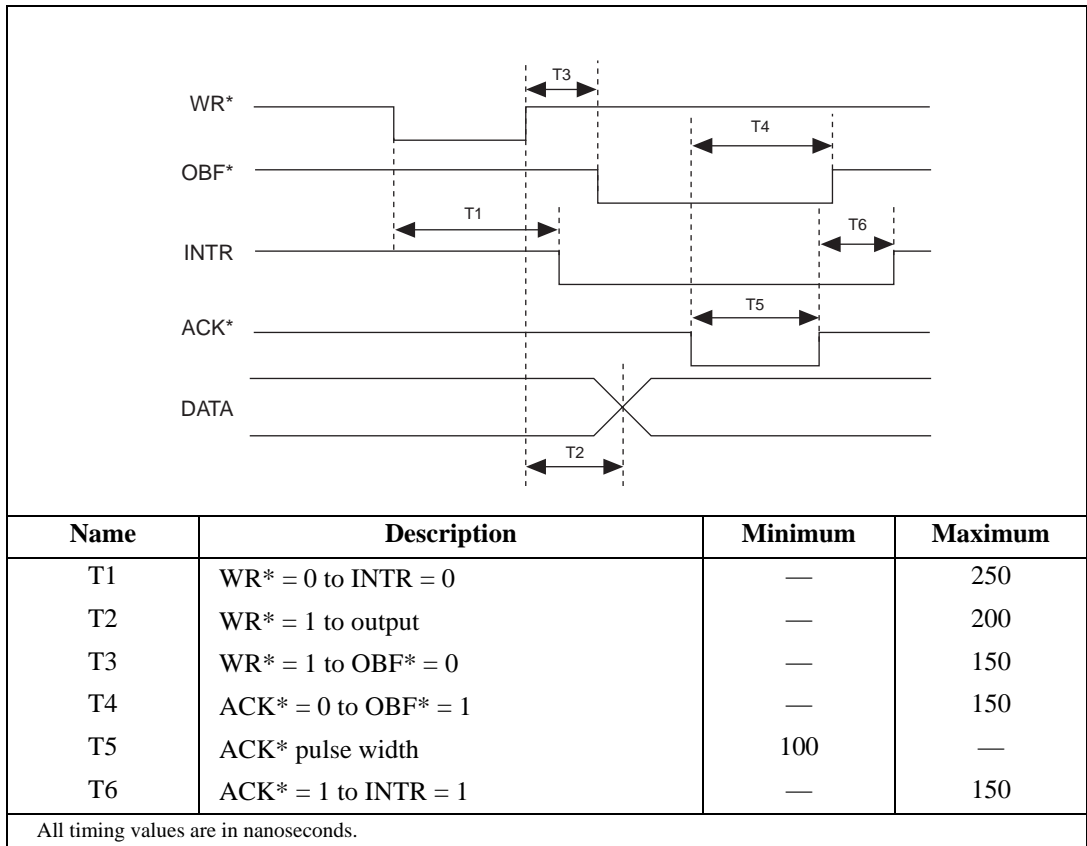 T3
WR*
T4
OBF*
T1
T6
INTR
T5
ACK*
DATA
T2
Name Description Minimum Maximum
T1 WR* = 0 to INTR = 0 — 250
T2 WR* = 1 to output — 200
T3 WR* = 1 to OBF* = 0 — 150
T4 ACK* = 0 to OBF* = 1 — 150
T5 ACK* pulse width 100 —
T6 ACK* = 1 to INTR = 1 — 150
All timing values are in nanoseconds.